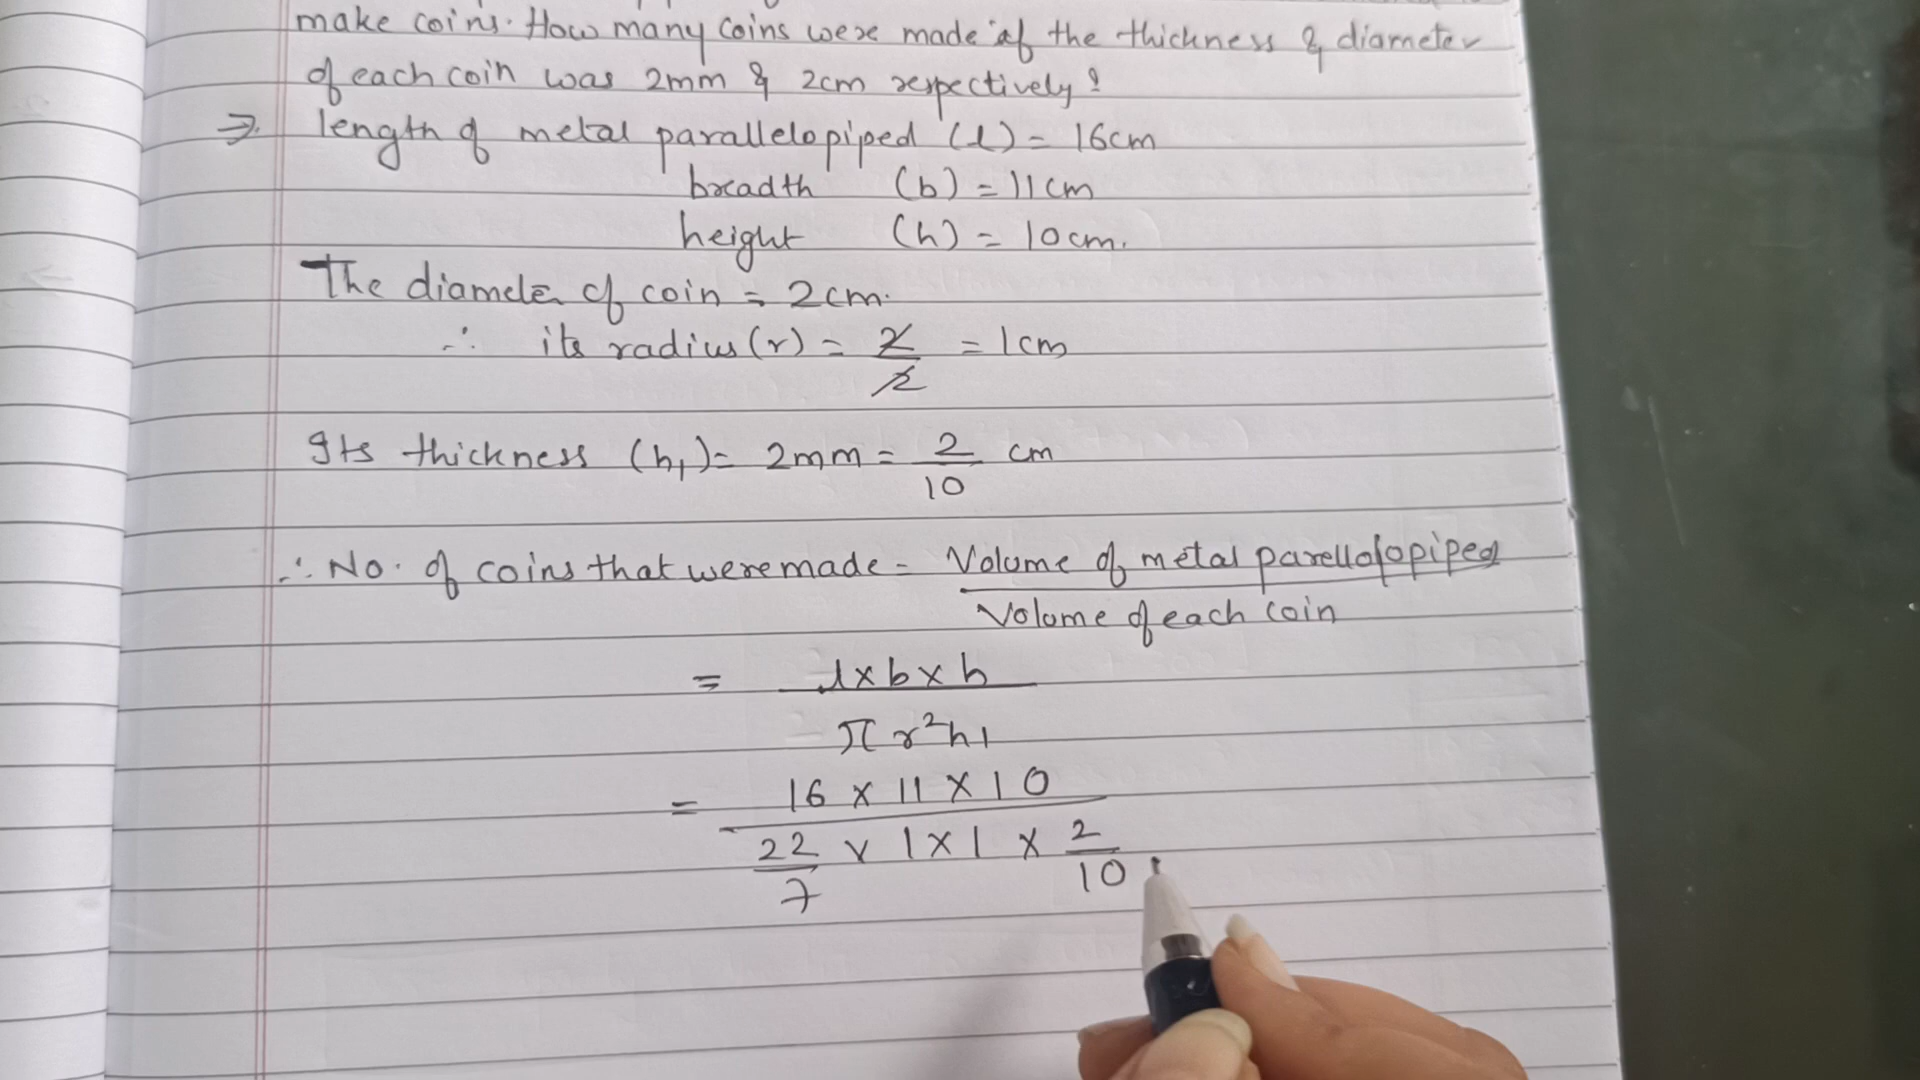 make coins. How many coins were made if the thickness & diameter
of each coin was 2mm & 2cm respectively?
⇒ length of metal parallelopiped (l) = 16cm
breadth (b) = 11cm
height (h) = 10cm.
The diameter of coin = 2cm.
∴ its radius (r) = 2/2 = 1cm
Its thickness (h1) = 2mm = 2/10 cm
∴ No. of coins that were made = Volume of metal parellolopiped
Volume of each coin
= l × b × h
π r²h1
= 16 × 11 × 10
22/7 × 1 × 1 × 2/10